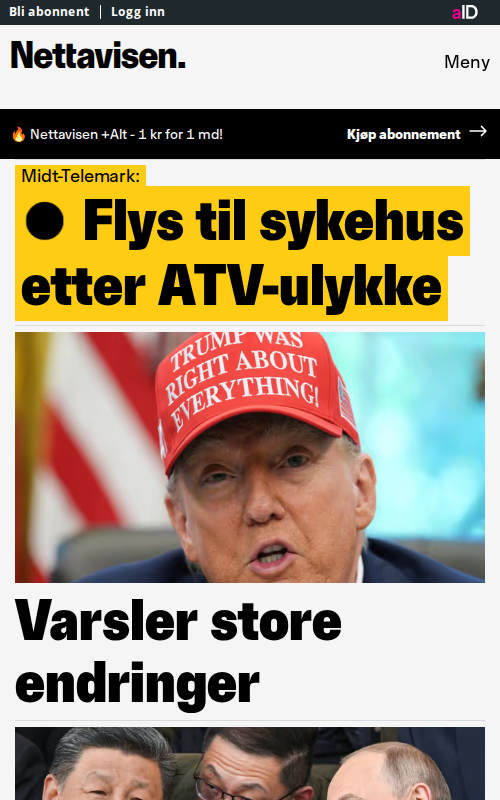 Bli abonnent | Logg inn
aID
Nettavisen.
Meny
🔥 Nettavisen +Alt - 1 kr for 1 md!
Kjøp abonnement →
Midt-Telemark:
● Flys til sykehus
etter ATV-ulykke
TRUMP WAS
RIGHT ABOUT
EVERYTHING!
Varsler store
endringer